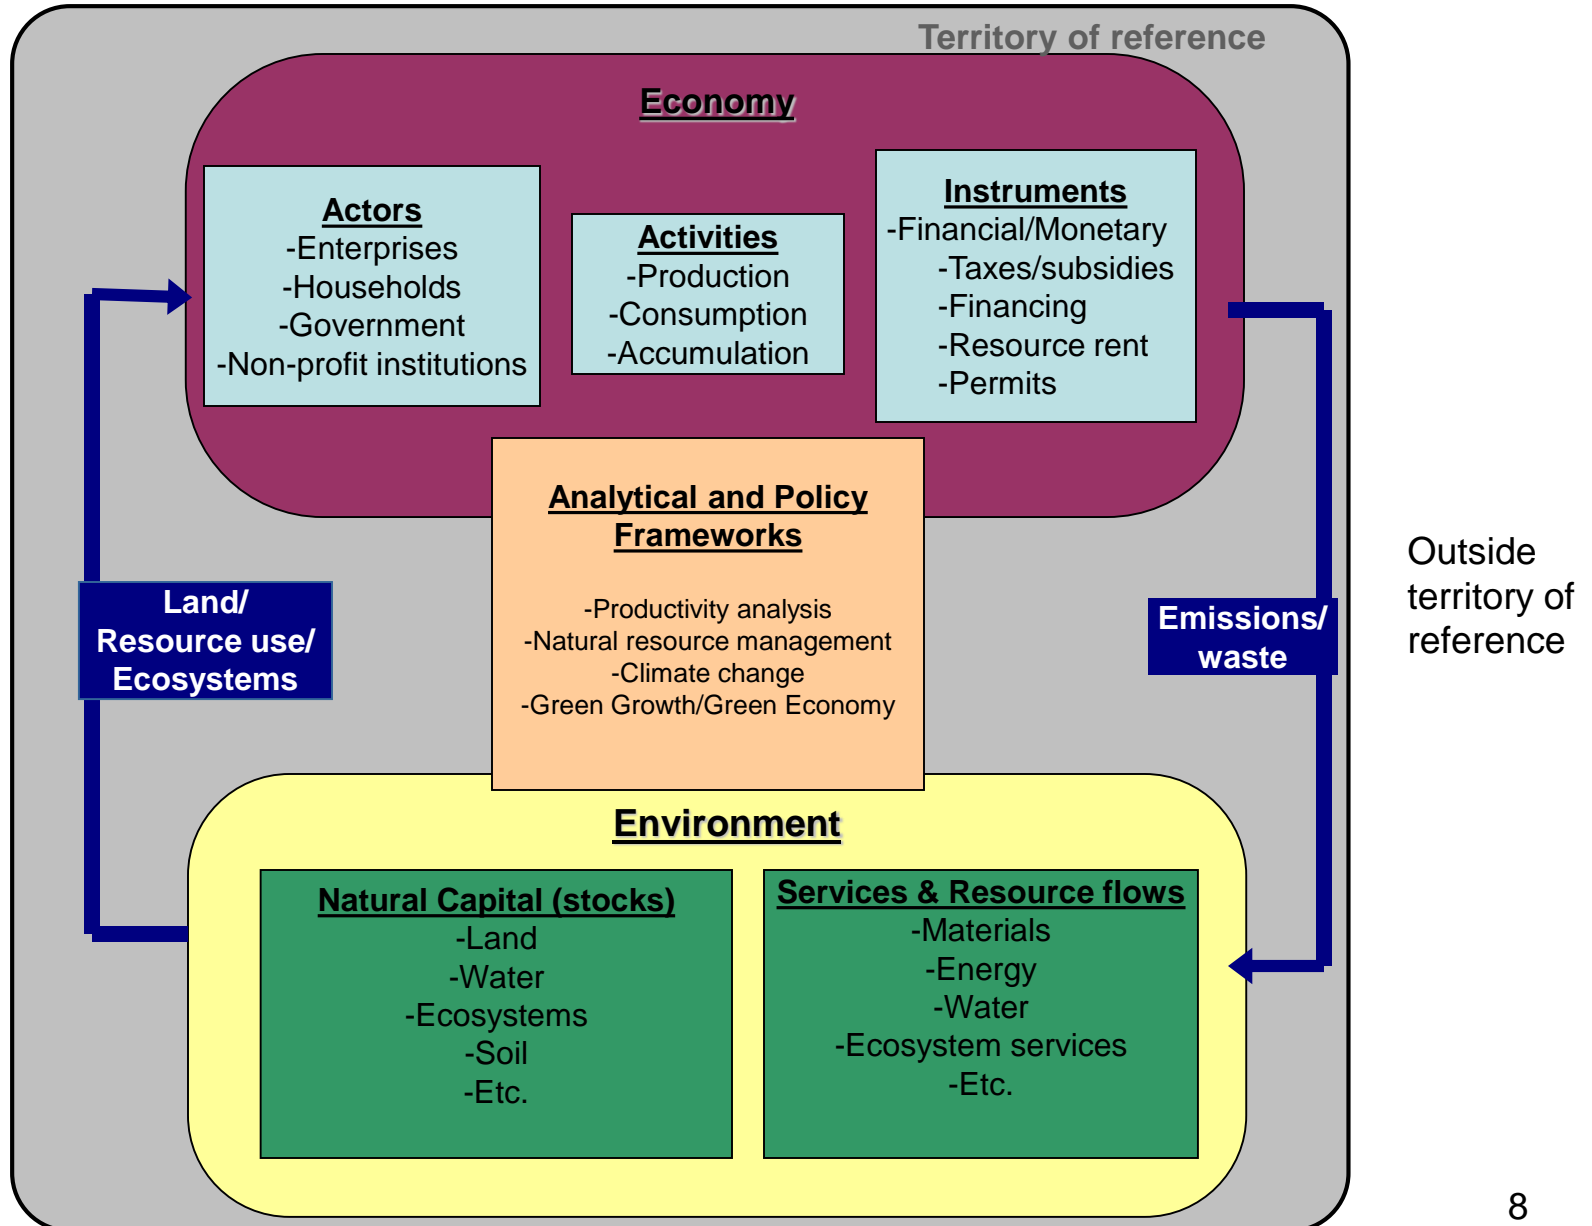 Territory of reference
Economy
Actors
-Enterprises
-Households
-Government
-Non-profit institutions
Activities
-Production
-Consumption
-Accumulation
Instruments
-Financial/Monetary
-Taxes/subsidies
-Financing
-Resource rent
-Permits
Analytical and Policy
Frameworks
-Productivity analysis
-Natural resource management
-Climate change
-Green Growth/Green Economy
Land/
Resource use/
Ecosystems
Emissions/
waste
Outside
territory of
reference
Environment
Natural Capital (stocks)
-Land
-Water
-Ecosystems
-Soil
-Etc.
Services & Resource flows
-Materials
-Energy
-Water
-Ecosystem services
-Etc.
8